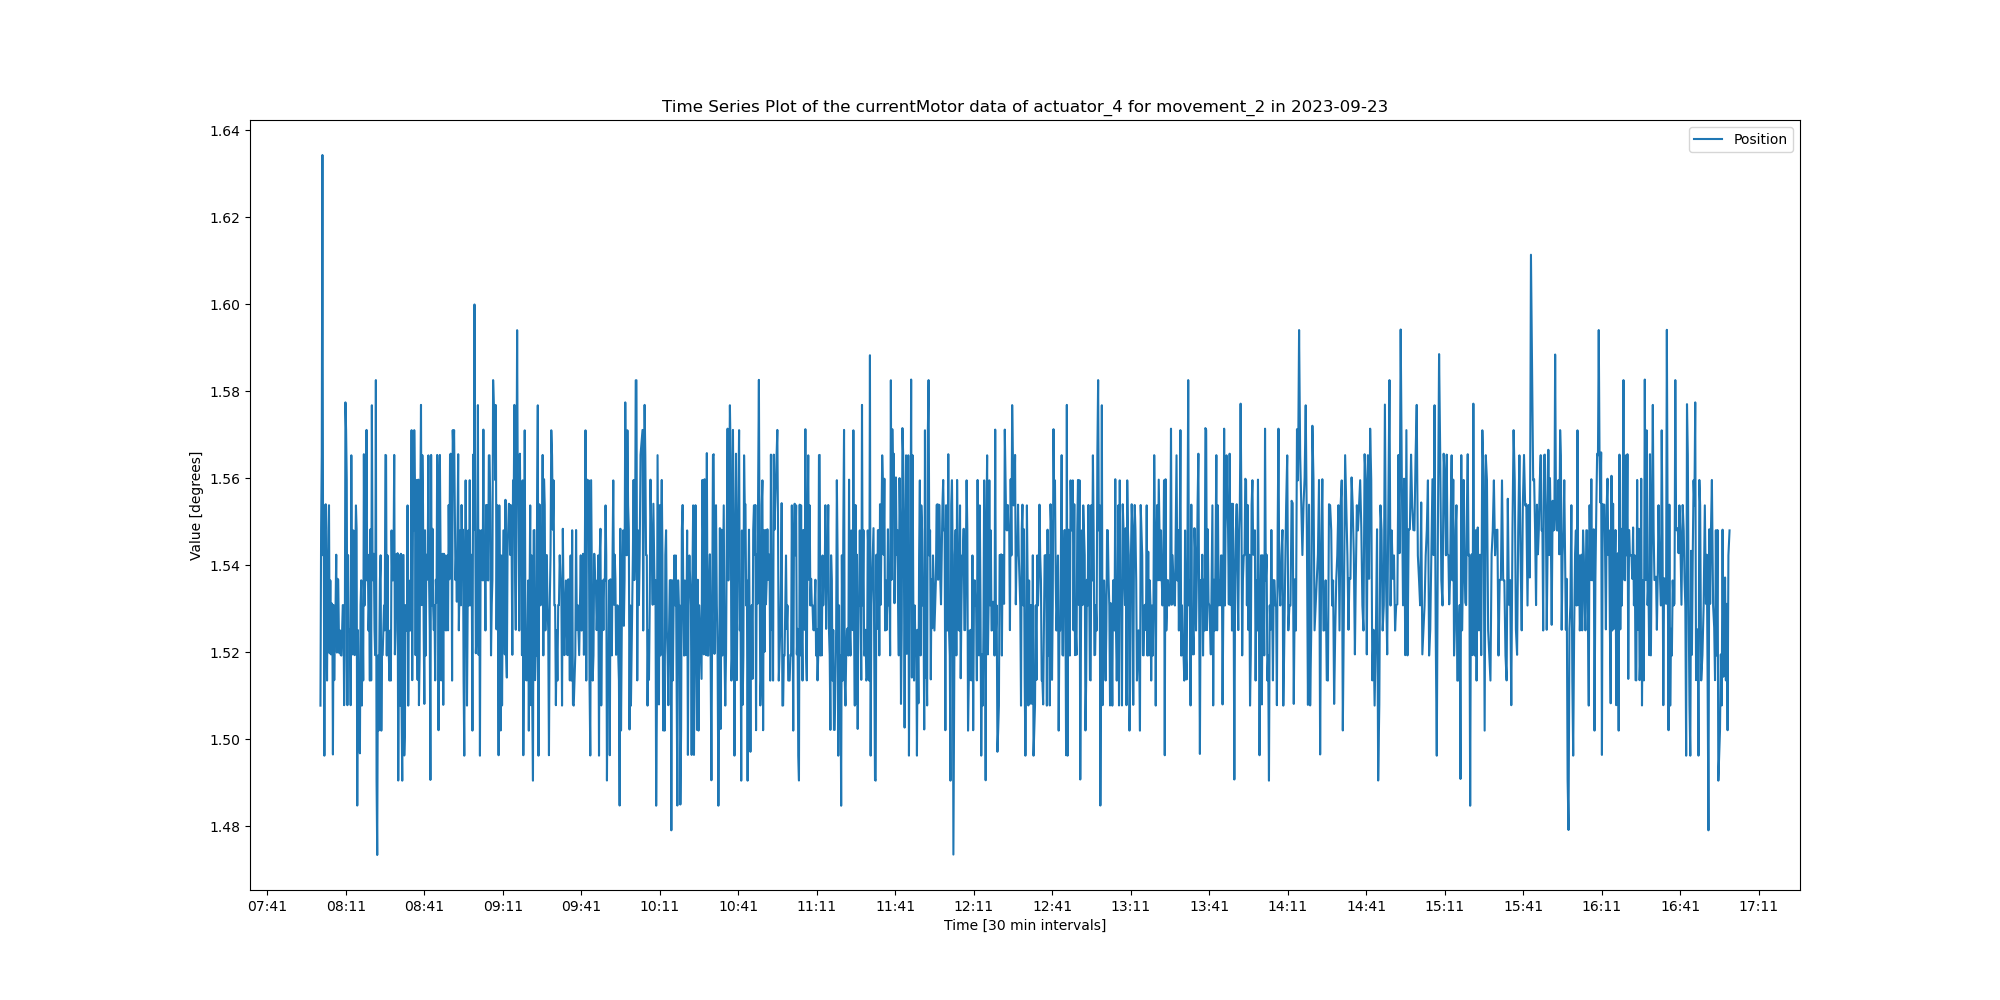 Time Series Plot of the currentMotor data of actuator_4 for movement_2 in 2023-09-23
Position
1.64
1.62
1.60
1.58
1.56
1.54
1.52
1.50
1.48
Value [degrees]
07:41 08:11 08:41 09:11 09:41 10:11 10:41 11:11 11:41 12:11 12:41 13:11 13:41 14:11 14:41 15:11 15:41 16:11 16:41 17:11
Time [30 min intervals]